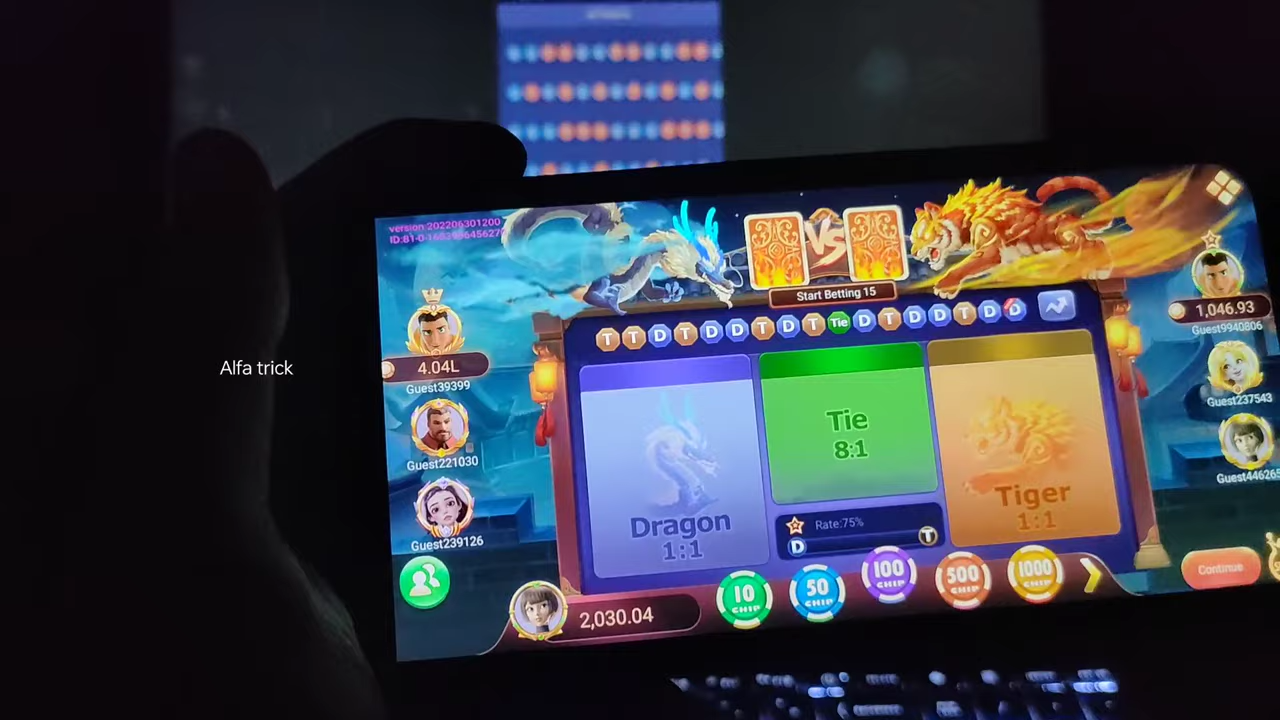 version:202206301200
VS
Start Betting 15
T T D T D D T D T Tie D T D D T D D
1,046.93
Guest9940806
4.04L
Guest39399
Alfa trick
Guest237543
Tie
8:1
Guest221030
Guest446265
Dragon
1:1
Tiger
1:1
Rate:75%
D T
Guest239126
Continue
2,030.04
10
CHIP
50
CHIP
100
CHIP
500
CHIP
1000
CHIP